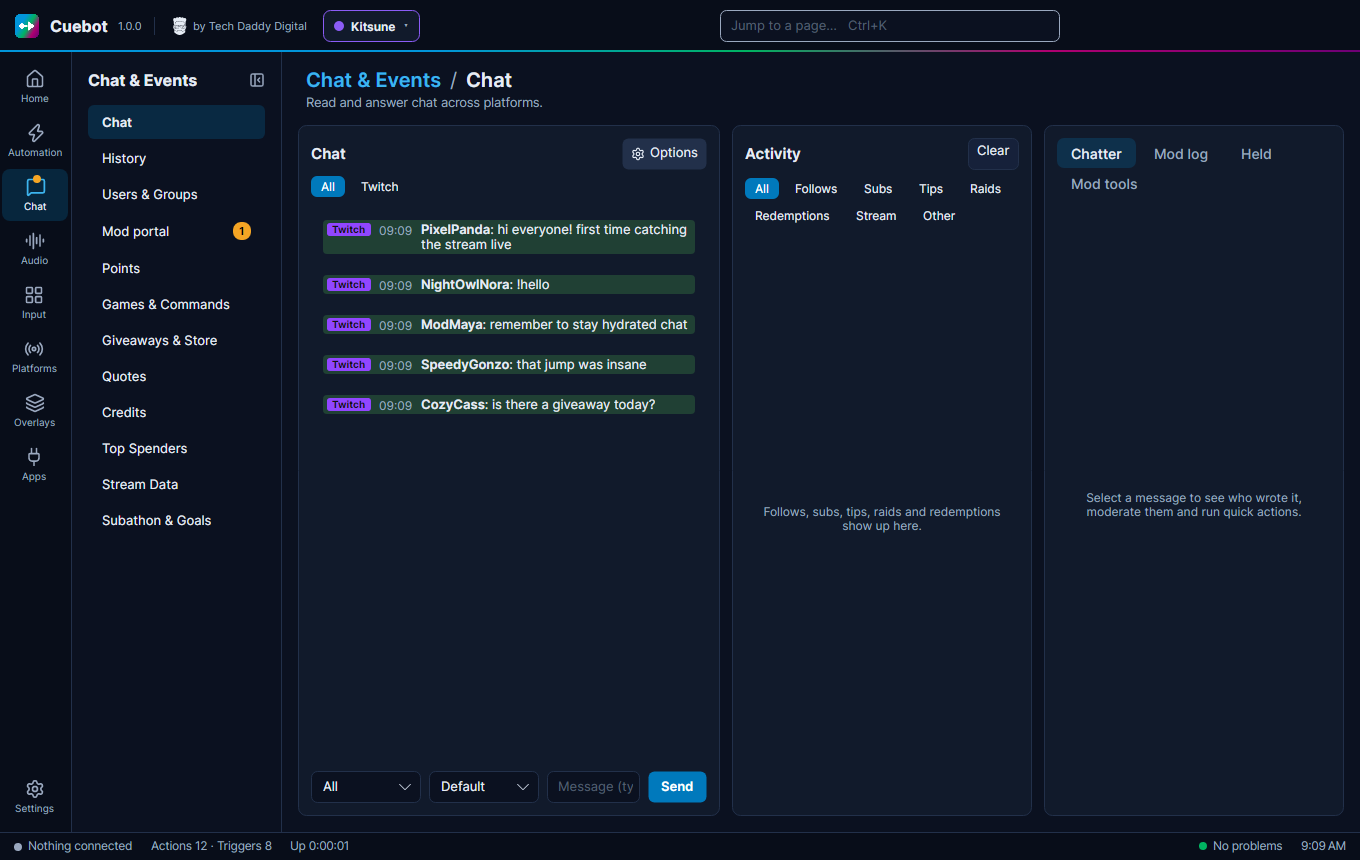 Cuebot 1.0.0 by Tech Daddy Digital Kitsune Jump to a page... Ctrl+K
Home
Automation
Chat
Audio
Input
Platforms
Overlays
Apps
Settings
Chat & Events
Chat
History
Users & Groups
Mod portal 1
Points
Games & Commands
Giveaways & Store
Quotes
Credits
Top Spenders
Stream Data
Subathon & Goals
Chat & Events / Chat
Read and answer chat across platforms.
Chat Options
All Twitch
Twitch 09:09 PixelPanda: hi everyone! first time catching
the stream live
Twitch 09:09 NightOwlNora: !hello
Twitch 09:09 ModMaya: remember to stay hydrated chat
Twitch 09:09 SpeedyGonzo: that jump was insane
Twitch 09:09 CozyCass: is there a giveaway today?
All Default Message (ty Send
Activity Clear
All Follows Subs Tips Raids
Redemptions Stream Other
Follows, subs, tips, raids and redemptions
show up here.
Chatter Mod log Held
Mod tools
Select a message to see who wrote it,
moderate them and run quick actions.
Nothing connected Actions 12 · Triggers 8 Up 0:00:01 No problems 9:09 AM